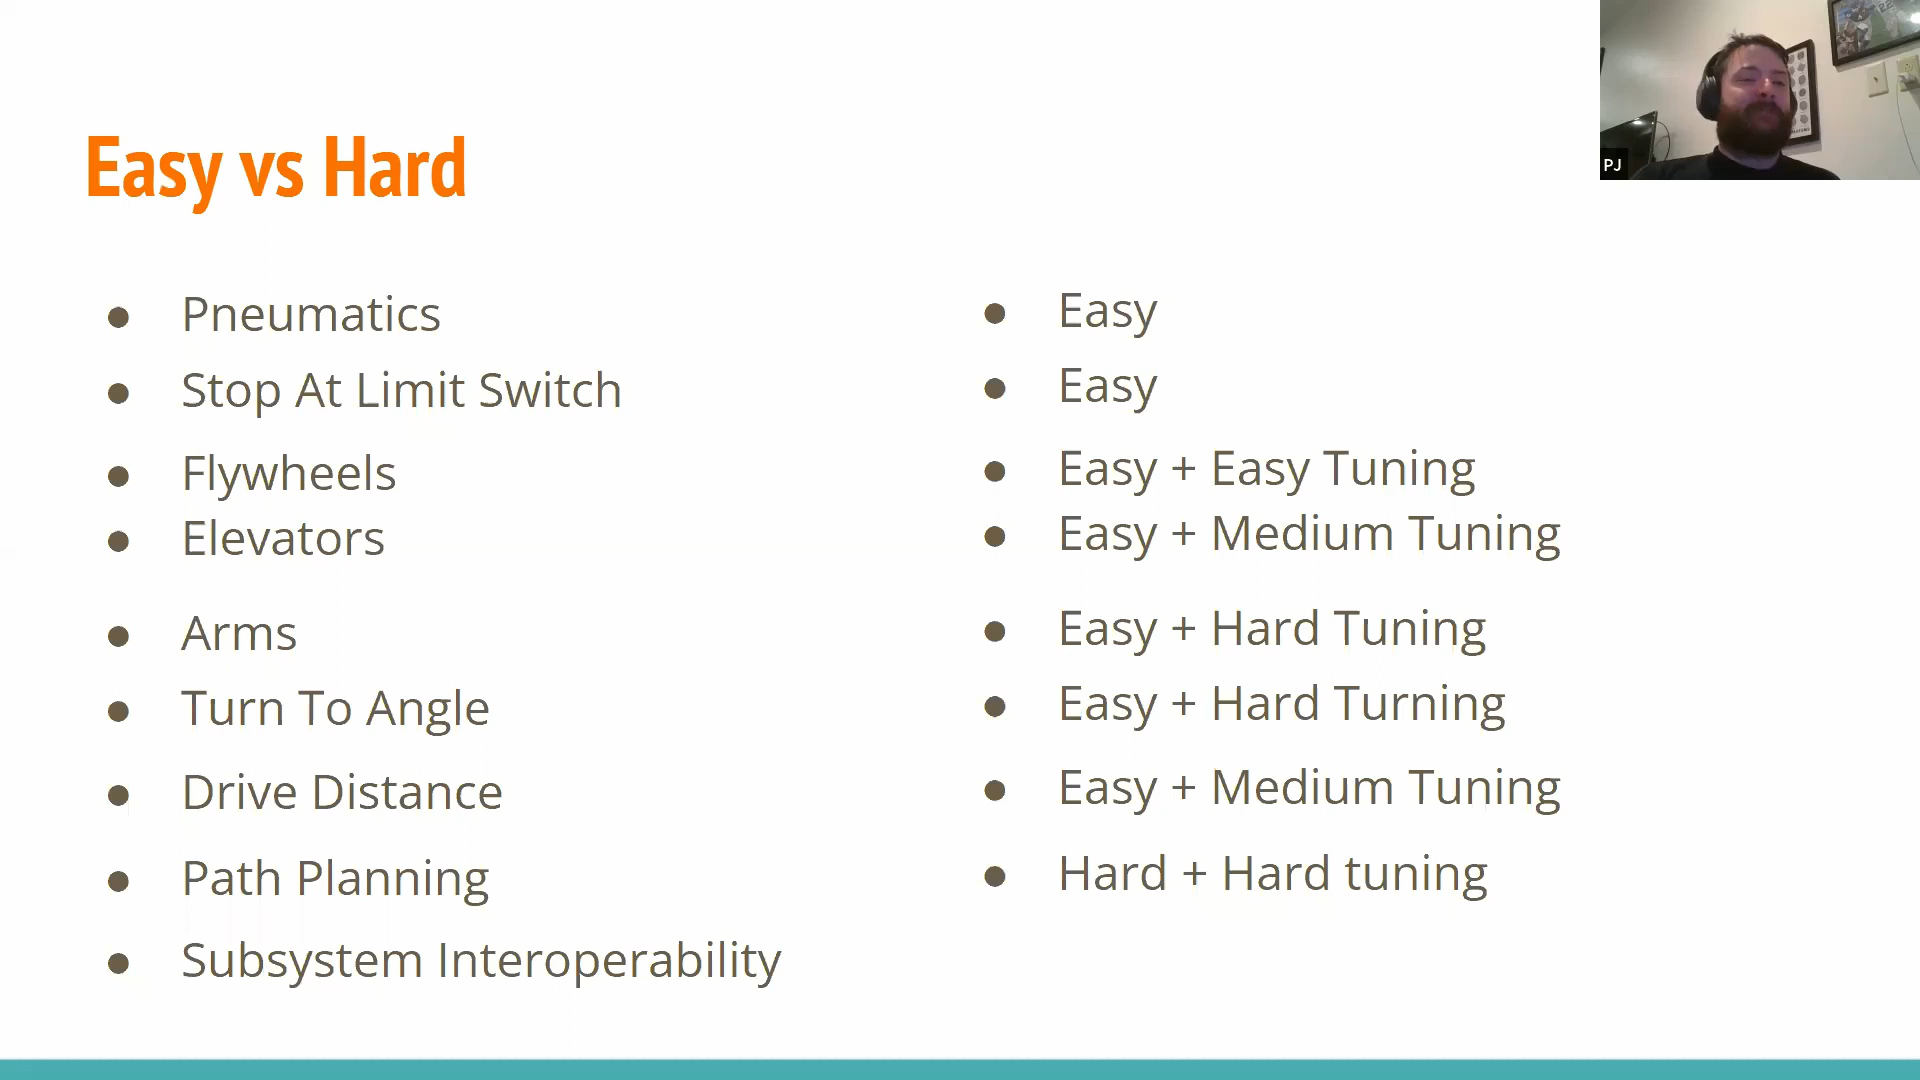 Easy vs Hard
PJ
● Pneumatics
● Easy
● Stop At Limit Switch
● Easy
● Flywheels
● Easy + Easy Tuning
● Elevators
● Easy + Medium Tuning
● Arms
● Easy + Hard Tuning
● Turn To Angle
● Easy + Hard Turning
● Drive Distance
● Easy + Medium Tuning
● Path Planning
● Hard + Hard tuning
● Subsystem Interoperability